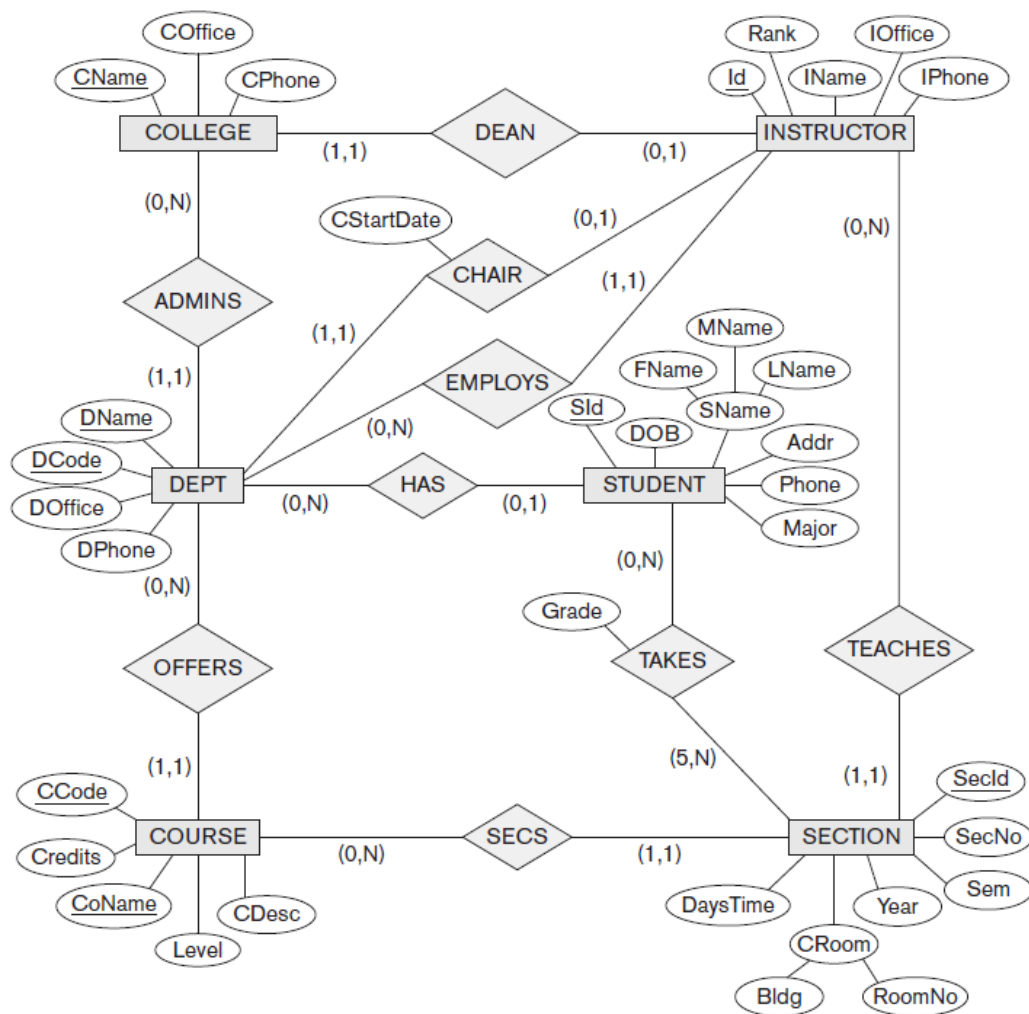 COffice
CName
CPhone
COLLEGE
DEAN
Rank
IOffice
Id
IName
IPhone
INSTRUCTOR
(1,1)
(0,1)
(0,N)
CStartDate
(0,1)
(0,N)
CHAIR
ADMINS
(1,1)
(1,1)
MName
(1,1)
EMPLOYS
FName
LName
DName
(0,N)
SId
SName
DOB
DCode
Addr
DEPT
HAS
STUDENT
Phone
DOffice
(0,N)
(0,1)
Major
DPhone
(0,N)
(0,N)
Grade
OFFERS
TAKES
TEACHES
(1,1)
(5,N)
(1,1)
CCode
SecId
COURSE
SECS
SECTION
SecNo
Credits
(0,N)
(1,1)
Sem
CoName
CDesc
DaysTime
Year
Level
CRoom
Bldg
RoomNo